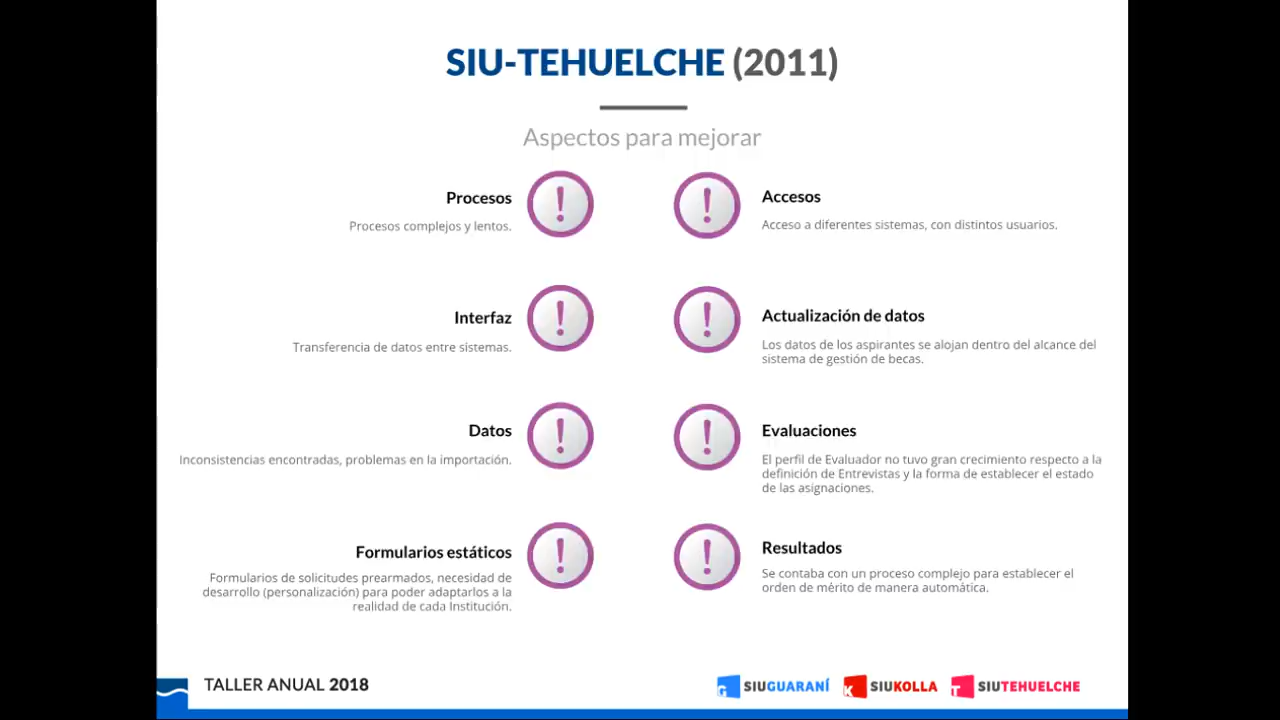 SIU-TEHUELCHE (2011)
Aspectos para mejorar
Procesos
Procesos complejos y lentos.
Accesos
Acceso a diferentes sistemas, con distintos usuarios.
Interfaz
Transferencia de datos entre sistemas.
Actualización de datos
Los datos de los aspirantes se alojan dentro del alcance del
sistema de gestión de becas.
Datos
Inconsistencias encontradas, problemas en la importación.
Evaluaciones
El perfil de Evaluador no tuvo gran crecimiento respecto a la
definición de Entrevistas y la forma de establecer el estado
de las asignaciones.
Formularios estáticos
Formularios de solicitudes prearmados, necesidad de
desarrollo (personalización) para poder adaptarlos a la
realidad de cada Institución.
Resultados
Se contaba con un proceso complejo para establecer el
orden de mérito de manera automática.
TALLER ANUAL 2018
G SIUGUARANÍ
K SIUKOLLA
T SIUTEHUELCHE